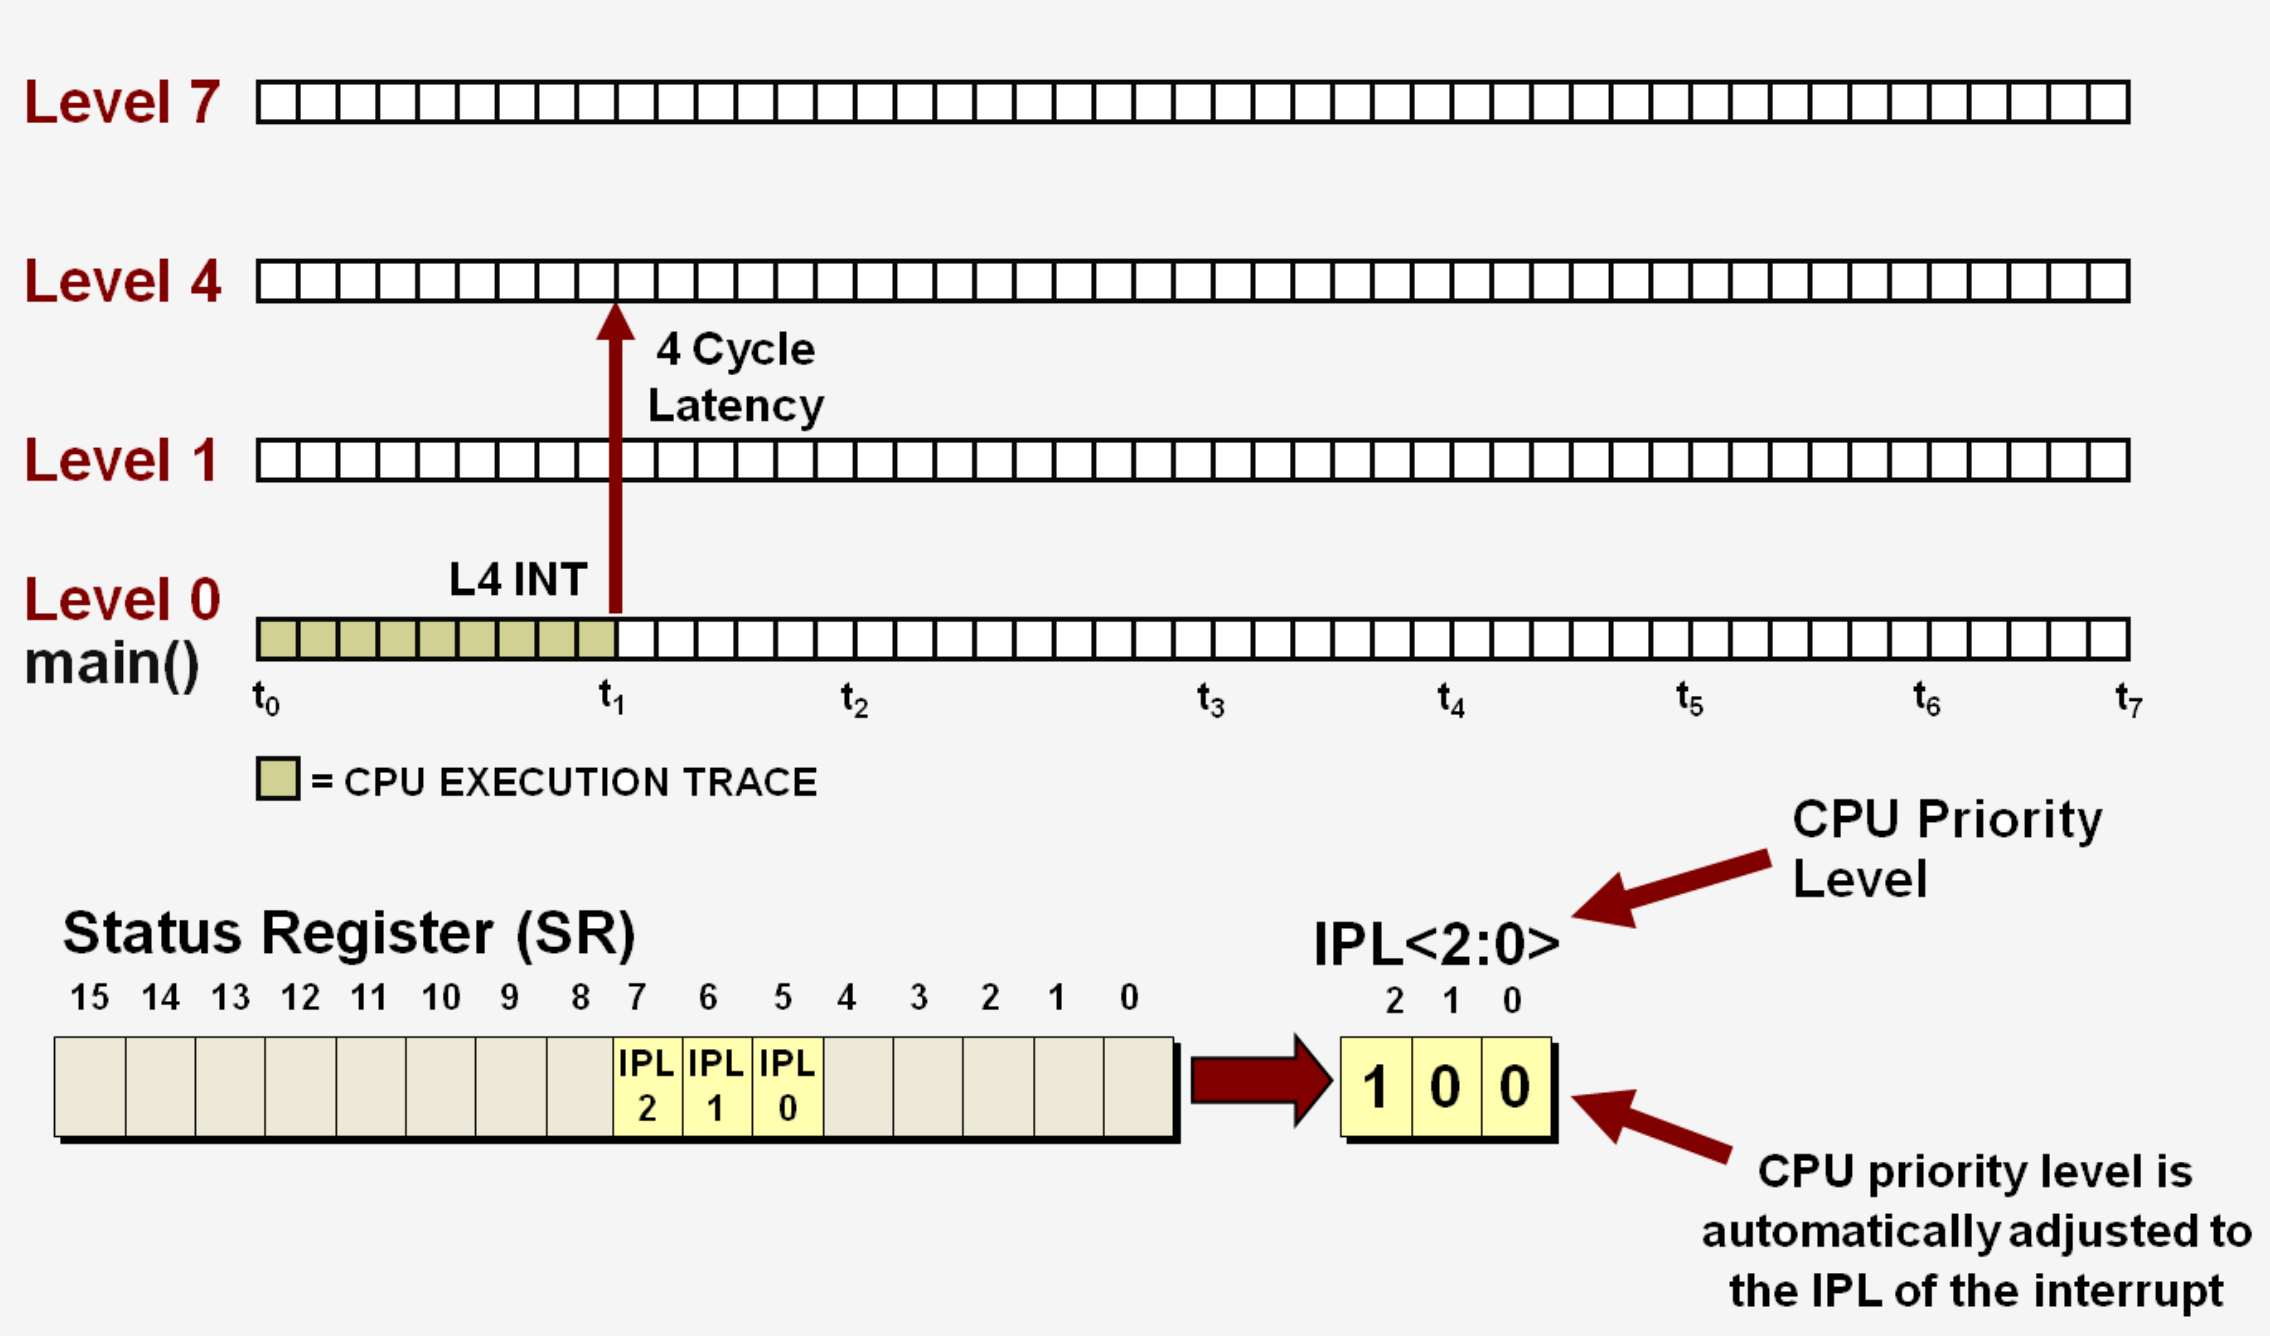 Level 7
Level 4
4 Cycle
Latency
Level 1
L4 INT
Level 0
main()
t0 t1 t2 t3 t4 t5 t6 t7
= CPU EXECUTION TRACE
CPU Priority
Level
Status Register (SR)
IPL<2:0>
15 14 13 12 11 10 9 8 7 6 5 4 3 2 1 0
2 1 0
IPL IPL IPL
2 1 0
1 0 0
CPU priority level is
automatically adjusted to
the IPL of the interrupt